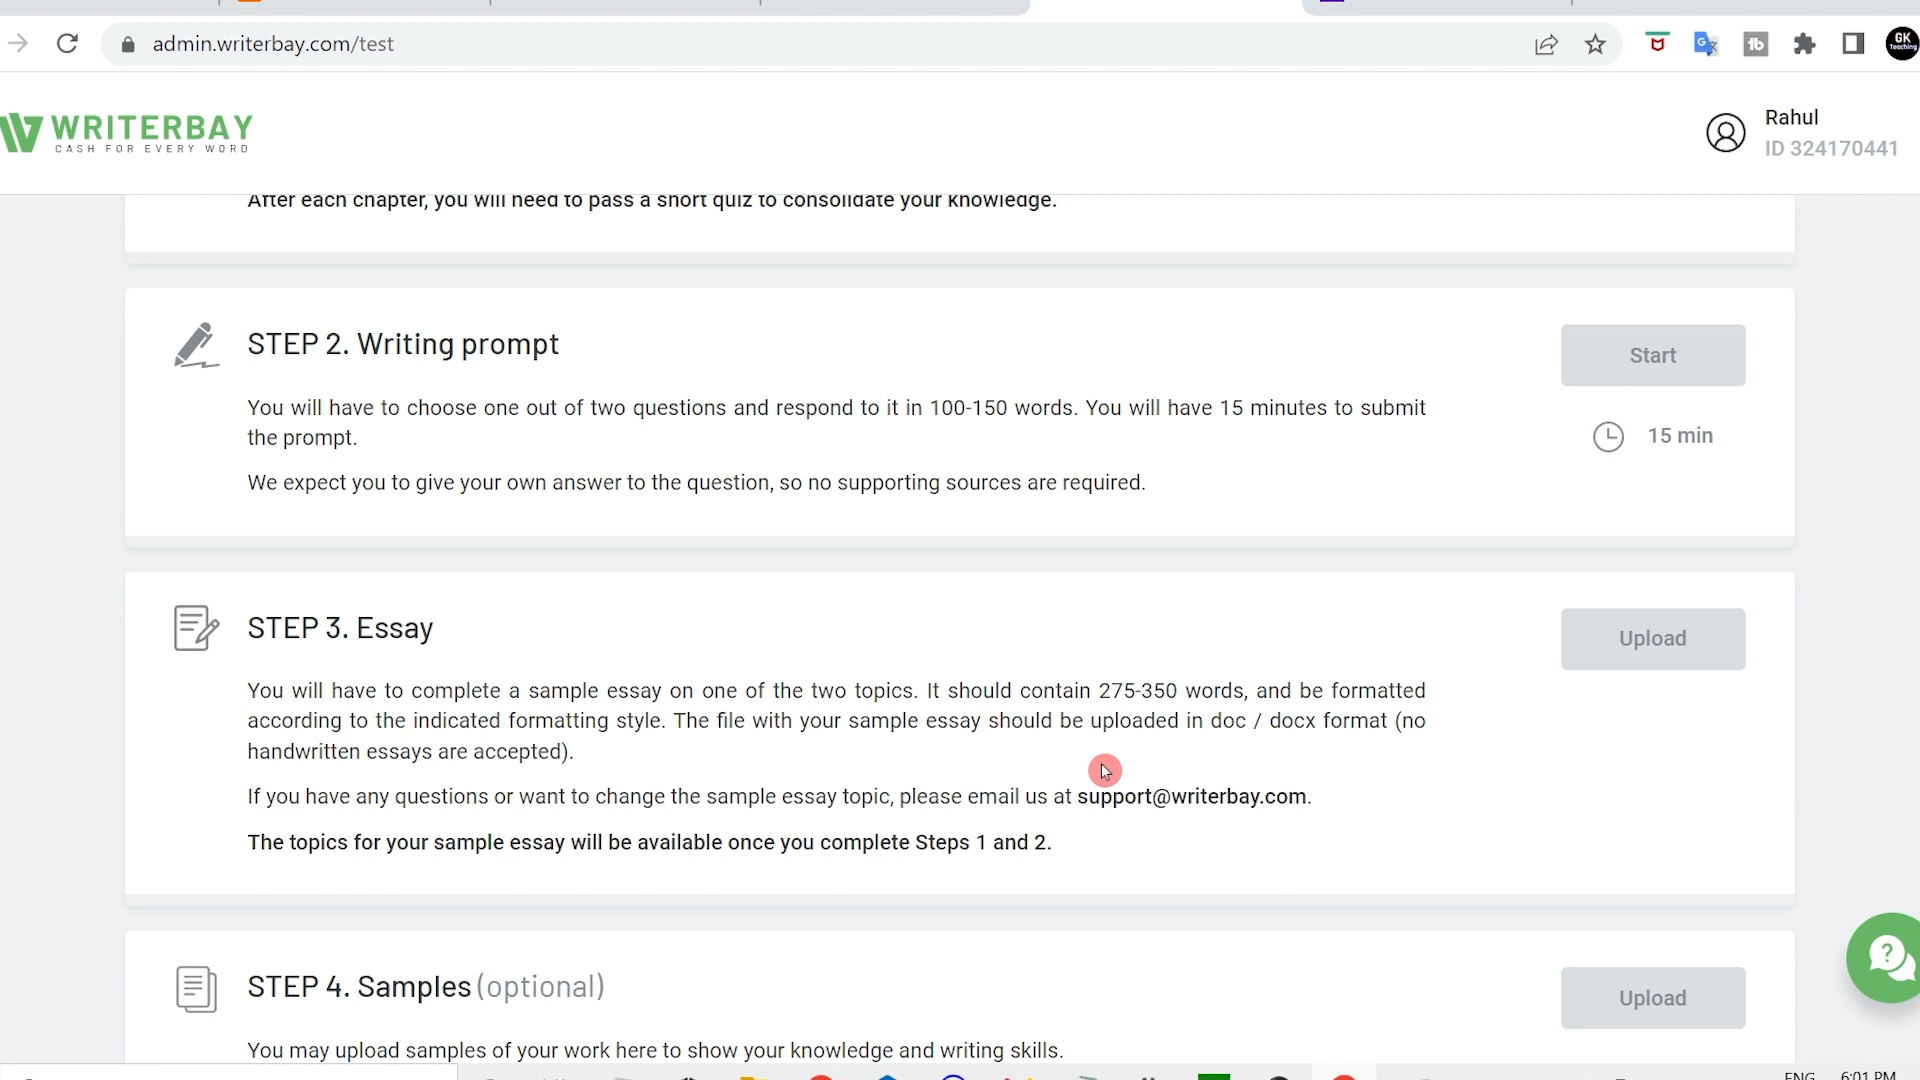 admin.writerbay.com/test
GK
Teaching
WRITERBAY
CASH FOR EVERY WORD
Rahul
ID 324170441
After each chapter, you will need to pass a short quiz to consolidate your knowledge.
STEP 2. Writing prompt
Start
You will have to choose one out of two questions and respond to it in 100-150 words. You will have 15 minutes to submit
the prompt.
15 min
We expect you to give your own answer to the question, so no supporting sources are required.
STEP 3. Essay
Upload
You will have to complete a sample essay on one of the two topics. It should contain 275-350 words, and be formatted
according to the indicated formatting style. The file with your sample essay should be uploaded in doc / docx format (no
handwritten essays are accepted).
If you have any questions or want to change the sample essay topic, please email us at support@writerbay.com.
The topics for your sample essay will be available once you complete Steps 1 and 2.
STEP 4. Samples (optional)
Upload
You may upload samples of your work here to show your knowledge and writing skills.
ENG
6:01 PM